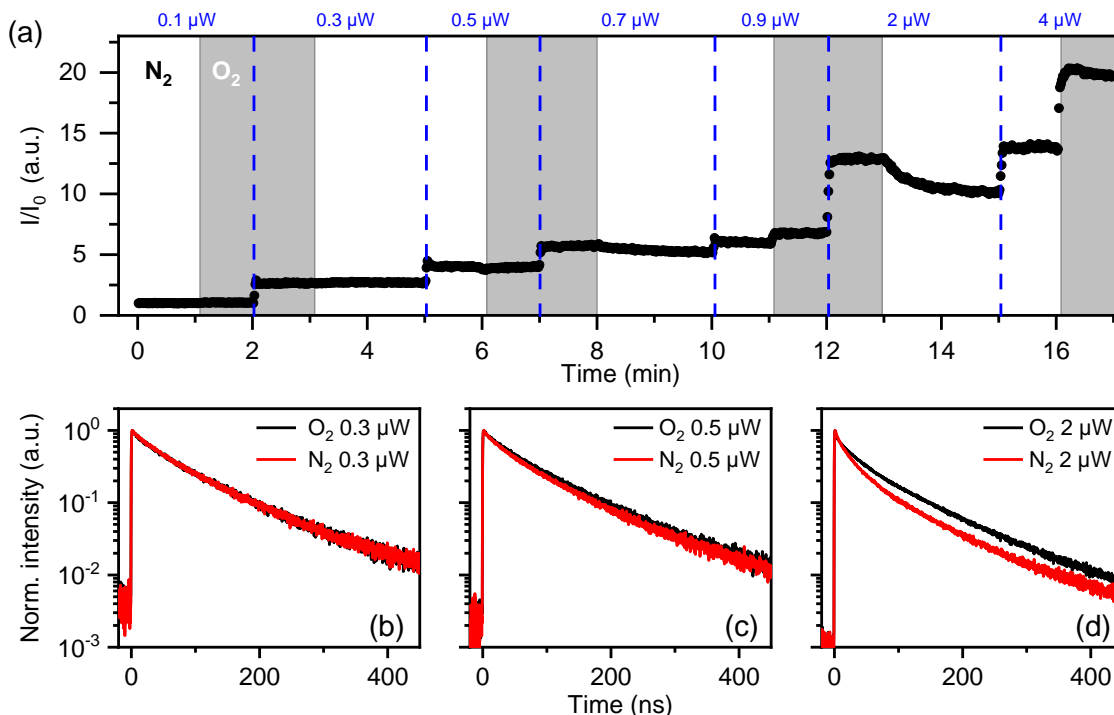 0.1 µW 0.3 µW 0.5 µW 0.7 µW 0.9 µW 2 µW 4 µW
(a)
N₂ O₂
20
15
10
5
0
I/I₀ (a.u.)
0 2 4 6 8 10 12 14 16
Time (min)
Norm. intensity (a.u.)
10⁰
10⁻¹
10⁻²
10⁻³
O₂ 0.3 µW
N₂ 0.3 µW
(b)
0 200 400
O₂ 0.5 µW
N₂ 0.5 µW
(c)
0 200 400
O₂ 2 µW
N₂ 2 µW
(d)
0 200 400
Time (ns)